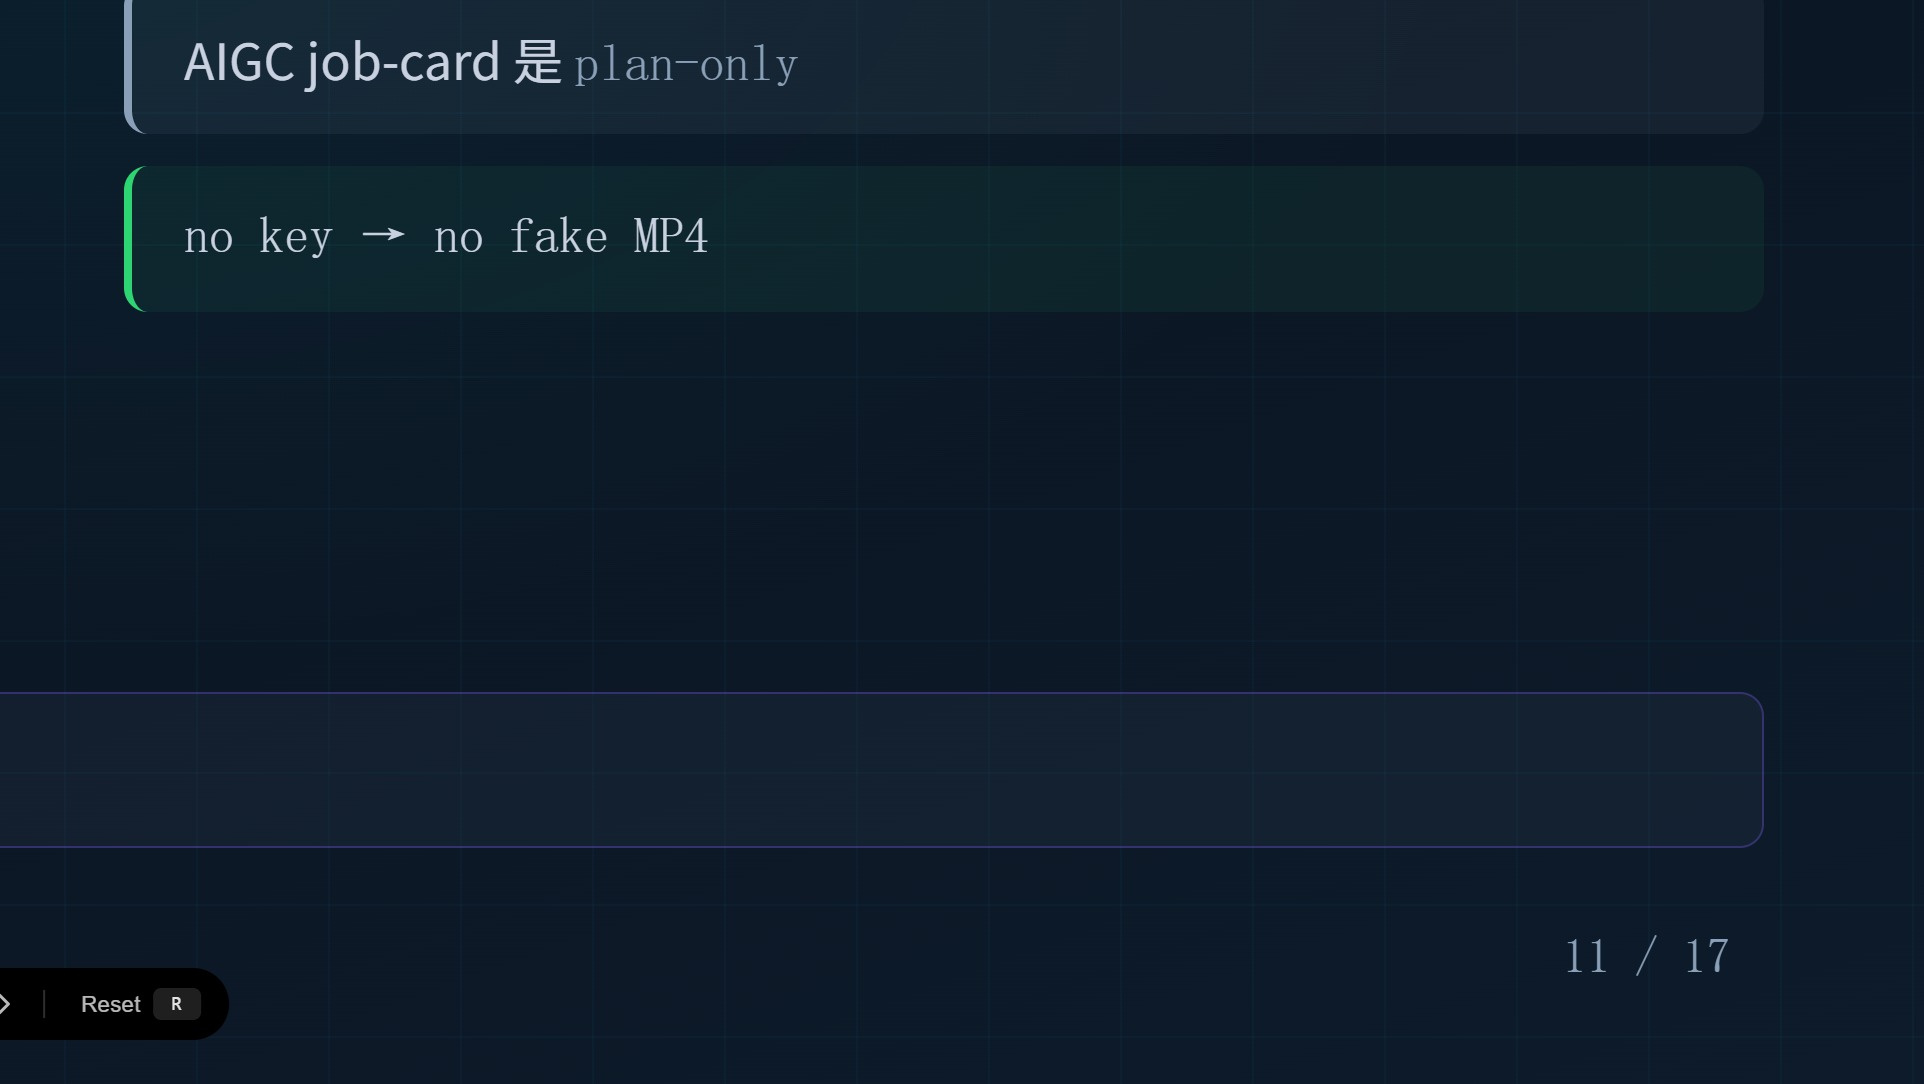 AIGC job-card 是 plan-only
no key → no fake MP4
11 / 17
Reset R